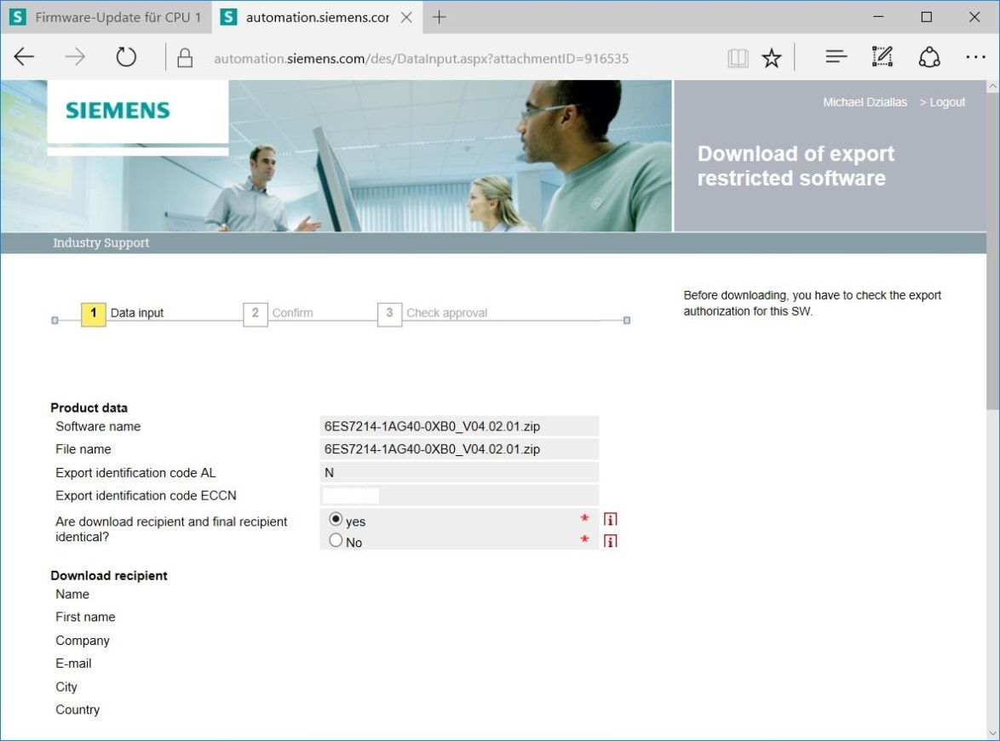 S Firmware-Update für CPU 1
S automation.siemens.cor
automation.siemens.com/des/DataInput.aspx?attachmentID=916535
SIEMENS
Michael Dziallas > Logout
Download of export
restricted software
Industry Support
1 Data input 2 Confirm 3 Check approval
Before downloading, you have to check the export
authorization for this SW.
Product data
Software name 6ES7214-1AG40-0XB0_V04.02.01.zip
File name 6ES7214-1AG40-0XB0_V04.02.01.zip
Export identification code AL N
Export identification code ECCN
Are download recipient and final recipient
identical?
yes *
No *
Download recipient
Name
First name
Company
E-mail
City
Country